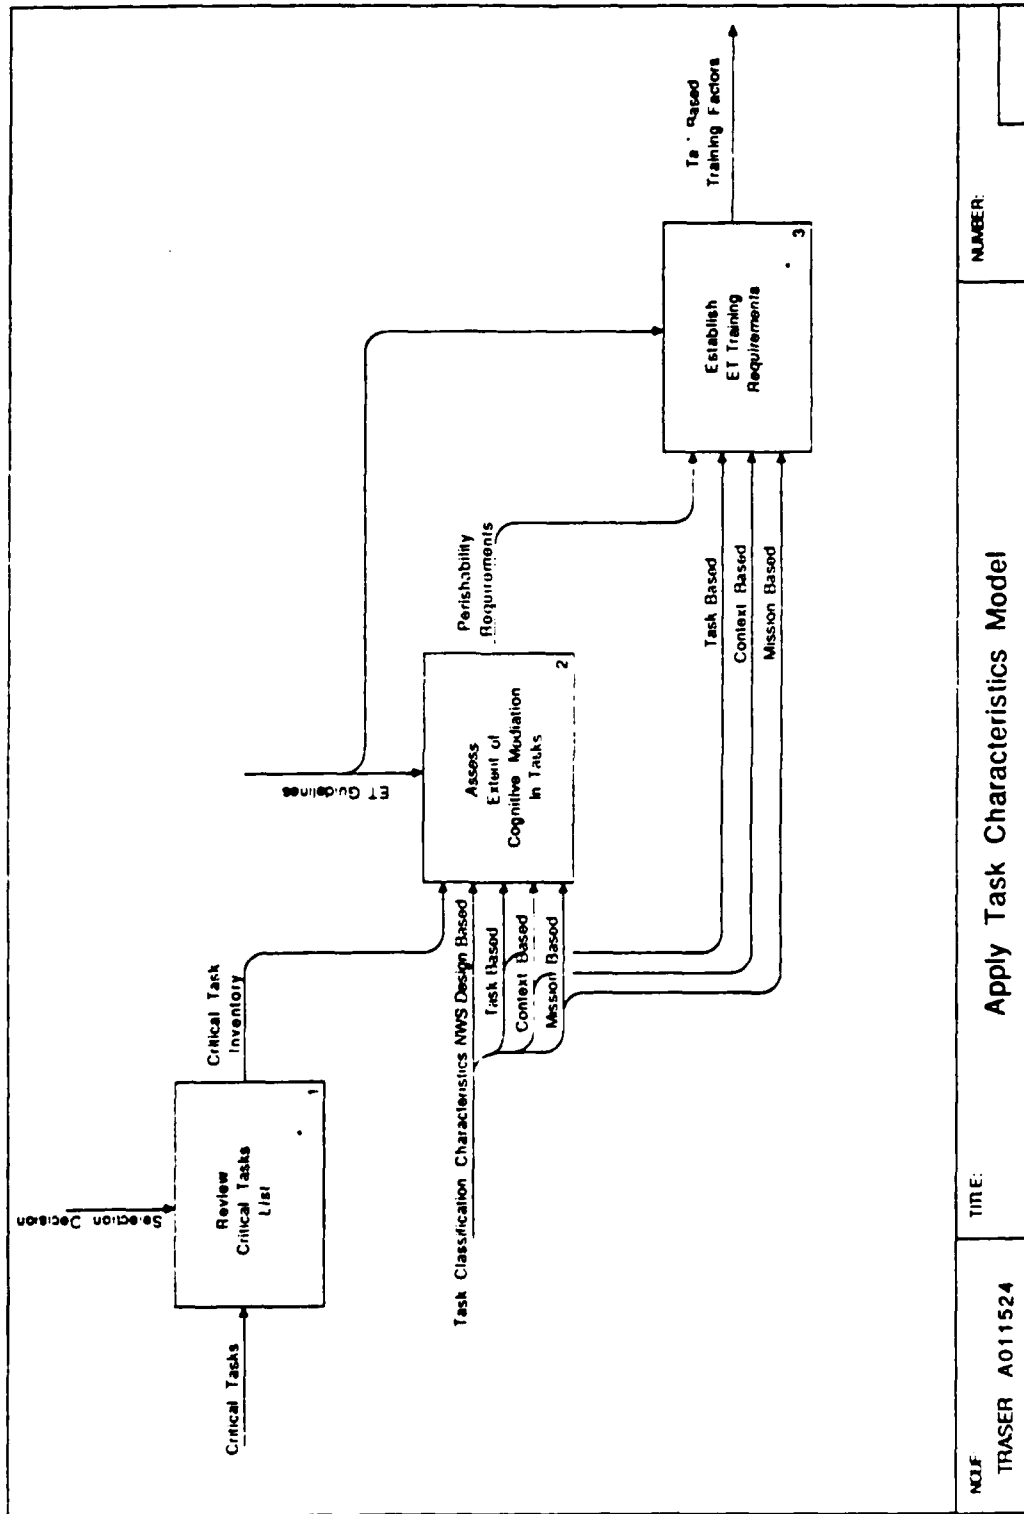 Selection Decision
Critical Tasks
Review
Critical Tasks
List
1
Critical Task
Inventory
ET Guidelines
Task Classification Characteristics
NWS Design Based
Task Based
Context Based
Mission Based
Assess
Extent of
Cognitive Mediation
In Tasks
2
Perishability
Requirements
Task Based
Context Based
Mission Based
Establish
ET Training
Requirements
3
Based
Training Factors
TRASER A011524
TITLE:
Apply Task Characteristics Model
NUMBER: